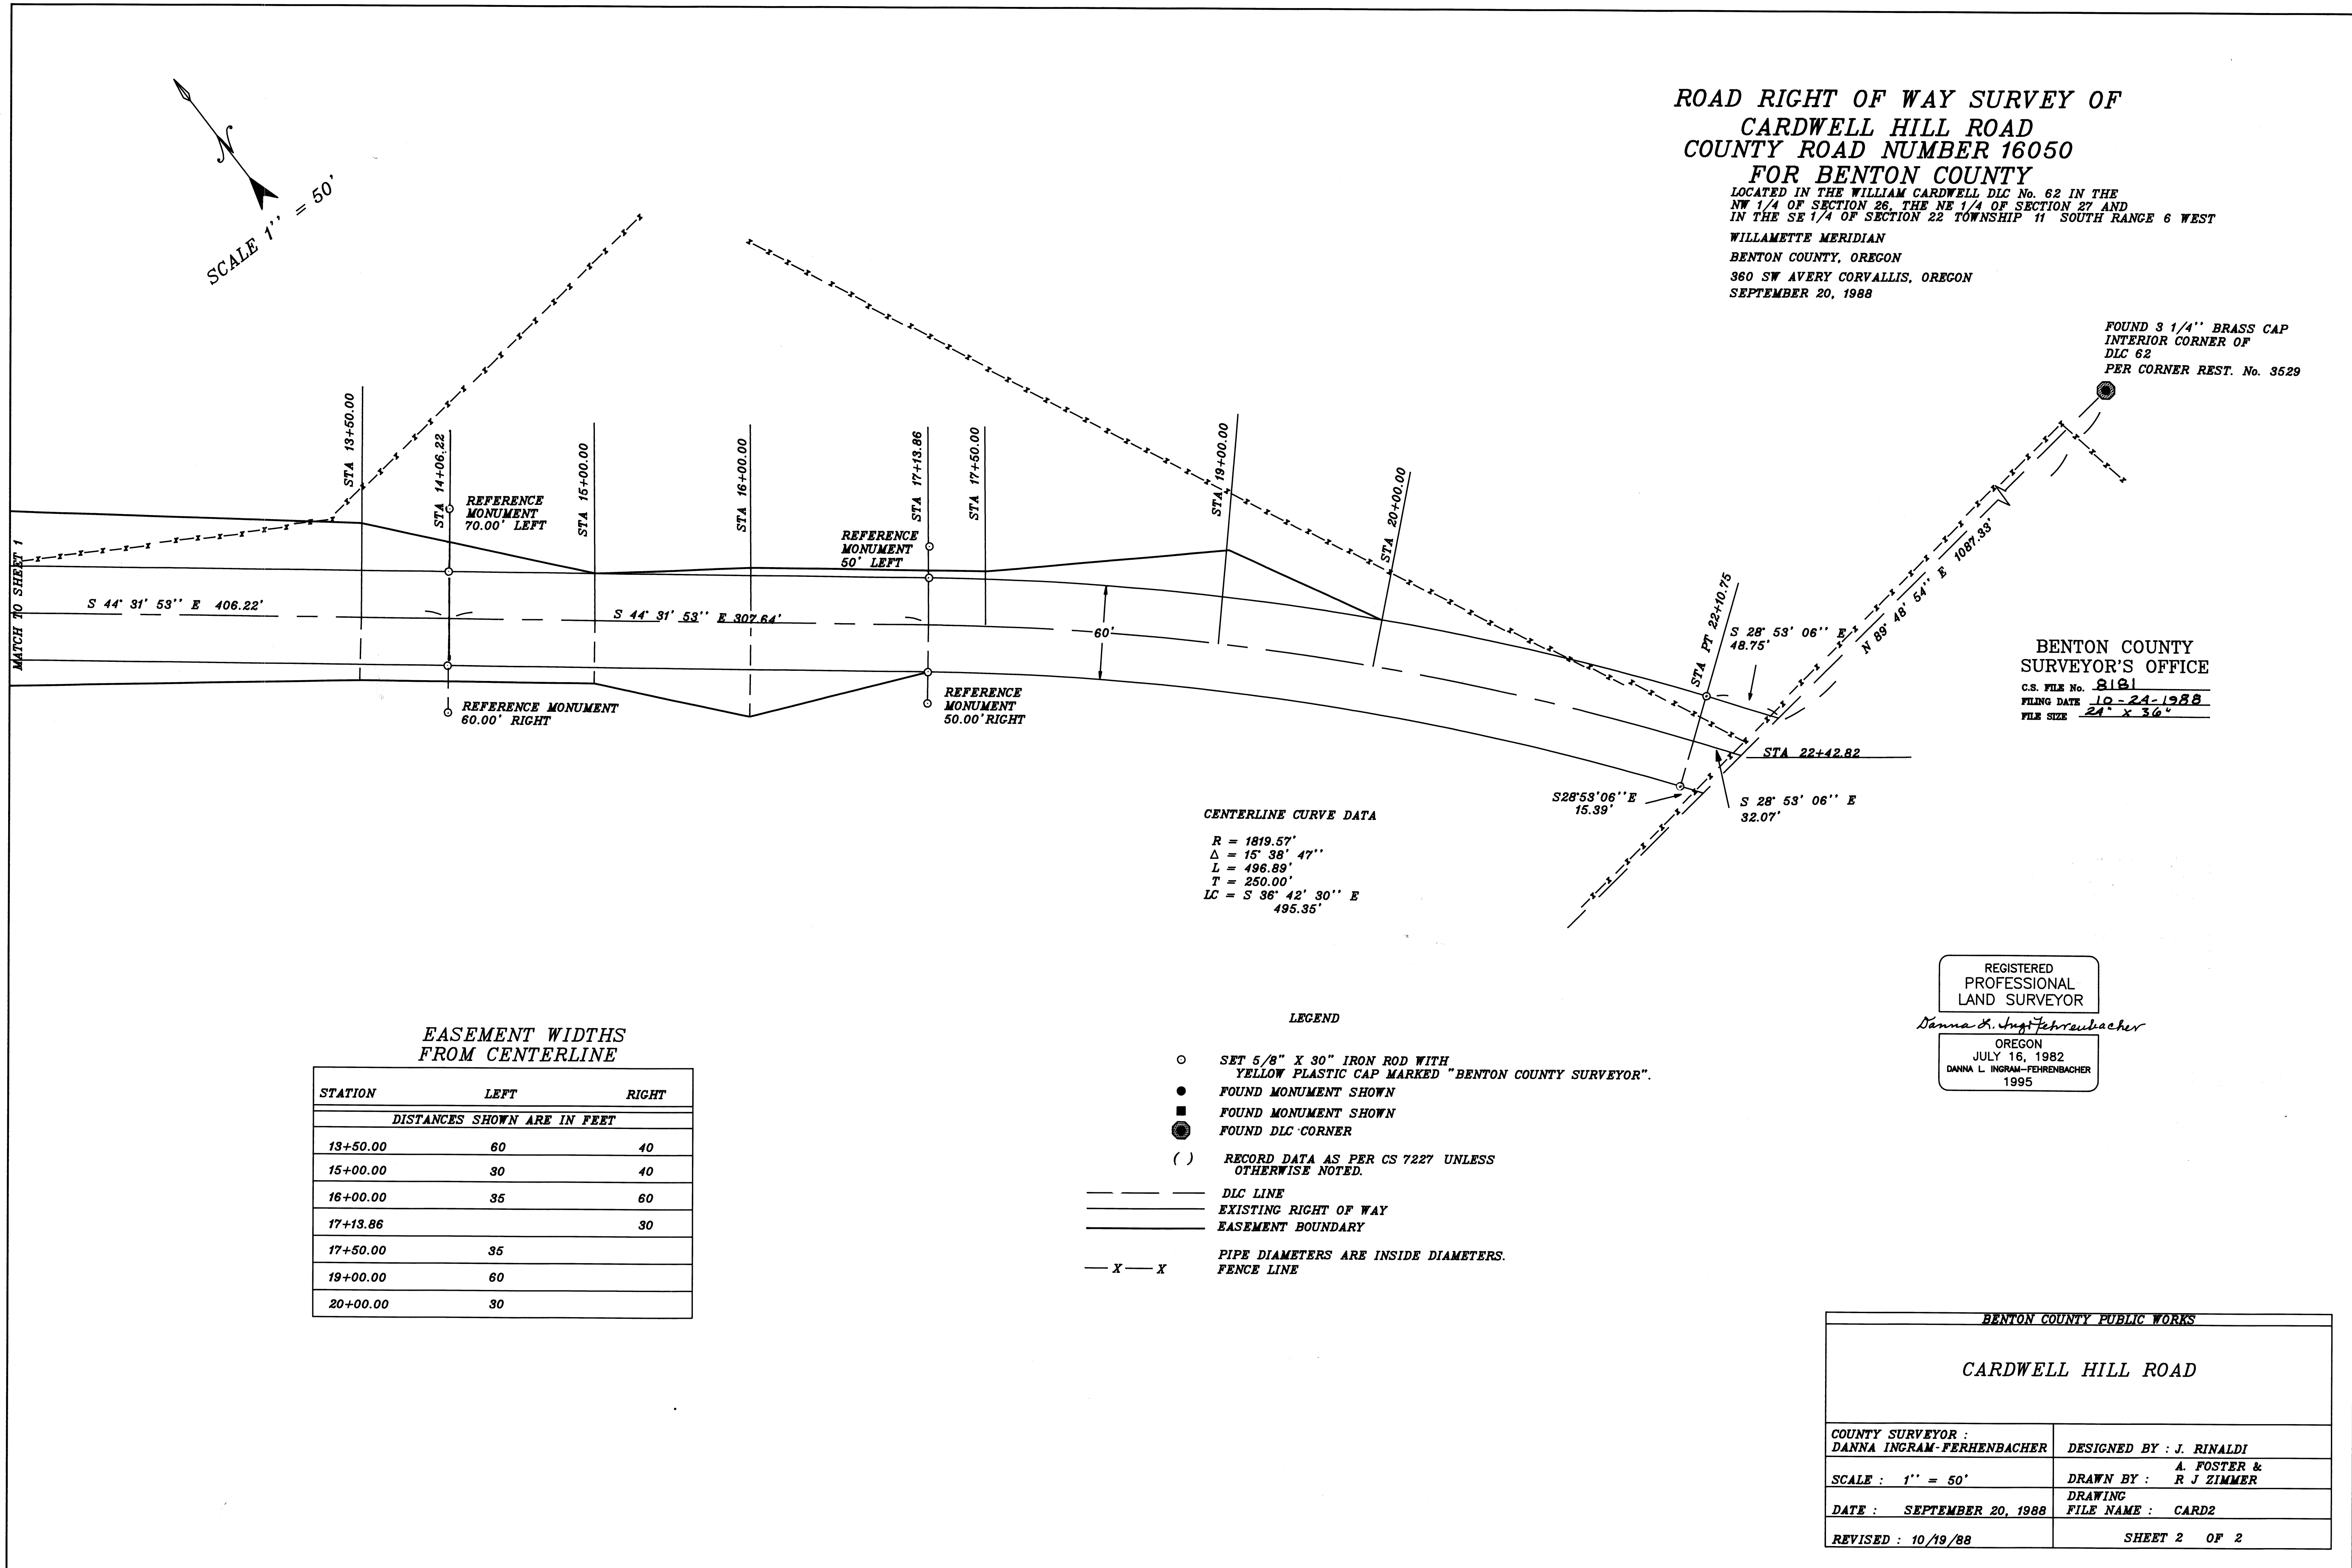 ROAD RIGHT OF WAY SURVEY OF
CARDWELL HILL ROAD
COUNTY ROAD NUMBER 16050
FOR BENTON COUNTY
LOCATED IN THE WILLIAM CARDWELL DLC No. 62 IN THE
NW 1/4 OF SECTION 26, THE NE 1/4 OF SECTION 27 AND
IN THE SE 1/4 OF SECTION 22 TOWNSHIP 11 SOUTH RANGE 6 WEST
WILLAMETTE MERIDIAN
BENTON COUNTY, OREGON
360 SW AVERY CORVALLIS, OREGON
SEPTEMBER 20, 1988
N
SCALE 1'' = 50'
FOUND 3 1/4'' BRASS CAP
INTERIOR CORNER OF
DLC 62
PER CORNER REST. No. 3529
MATCH TO SHEET 1
STA 13+50.00
STA 14+06.22
STA 15+00.00
STA 16+00.00
STA 17+13.86
STA 17+50.00
STA 19+00.00
STA 20+00.00
STA PT 22+10.75
REFERENCE
MONUMENT
70.00' LEFT
REFERENCE
MONUMENT
50' LEFT
S 44° 31' 53'' E 406.22'
S 44° 31' 53'' E 307.64'
60'
REFERENCE MONUMENT
60.00' RIGHT
REFERENCE
MONUMENT
50.00' RIGHT
S 28° 53' 06'' E
48.75'
N 89° 48' 54'' E 1087.33'
STA 22+42.82
S28°53'06''E
15.39'
S 28° 53' 06'' E
32.07'
BENTON COUNTY
SURVEYOR'S OFFICE
C.S. FILE No. 8181
FILING DATE 10-24-1988
FILE SIZE 24" X 36"
CENTERLINE CURVE DATA
R = 1819.57'
Δ = 15° 38' 47''
L = 496.89'
T = 250.00'
LC = S 36° 42' 30'' E
495.35'
REGISTERED
PROFESSIONAL
LAND SURVEYOR
OREGON
JULY 16, 1982
DANNA L. INGRAM-FEHRENBACHER
1995
EASEMENT WIDTHS
FROM CENTERLINE
STATION LEFT RIGHT
DISTANCES SHOWN ARE IN FEET
13+50.00 60 40
15+00.00 30 40
16+00.00 35 60
17+13.86 30
17+50.00 35
19+00.00 60
20+00.00 30
LEGEND
SET 5/8" X 30" IRON ROD WITH
YELLOW PLASTIC CAP MARKED "BENTON COUNTY SURVEYOR".
FOUND MONUMENT SHOWN
FOUND MONUMENT SHOWN
FOUND DLC CORNER
( ) RECORD DATA AS PER CS 7227 UNLESS
OTHERWISE NOTED.
DLC LINE
EXISTING RIGHT OF WAY
EASEMENT BOUNDARY
PIPE DIAMETERS ARE INSIDE DIAMETERS.
X X FENCE LINE
BENTON COUNTY PUBLIC WORKS
CARDWELL HILL ROAD
COUNTY SURVEYOR :
DANNA INGRAM-FERHENBACHER
DESIGNED BY : J. RINALDI
SCALE : 1'' = 50'
A. FOSTER &
DRAWN BY : R J ZIMMER
DATE : SEPTEMBER 20, 1988
DRAWING
FILE NAME : CARD2
REVISED : 10/19/88
SHEET 2 OF 2